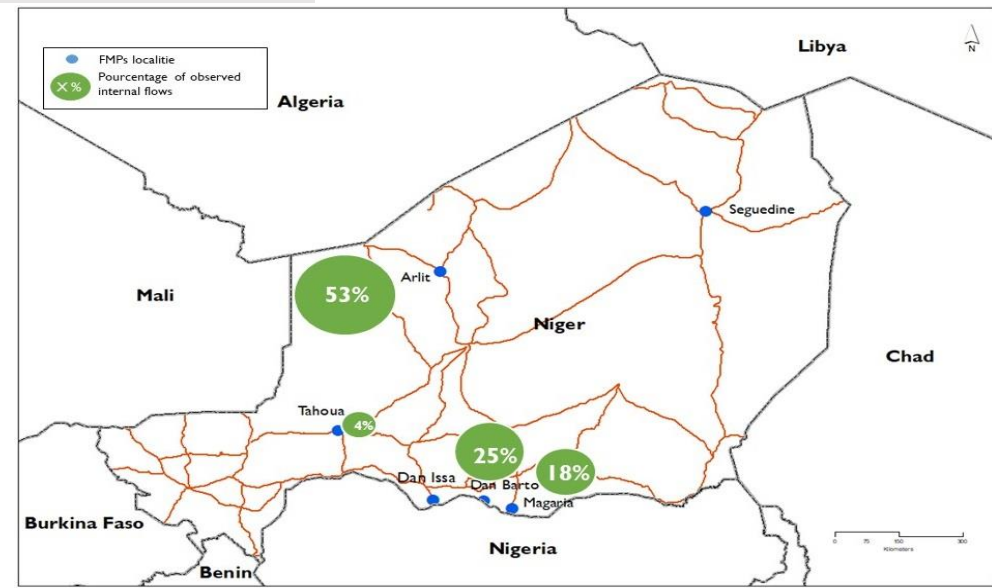 FMPs localitie
X % Pourcentage of observed
internal flows
Libya
N
Algeria
Seguedine
Arlit
Mali
53%
Niger
Chad
Tahoua
4%
25%
Dan Issa
Dan Barto
18%
Magaria
Burkina Faso
Nigeria
Benin
0 75 150 300
Kilometers